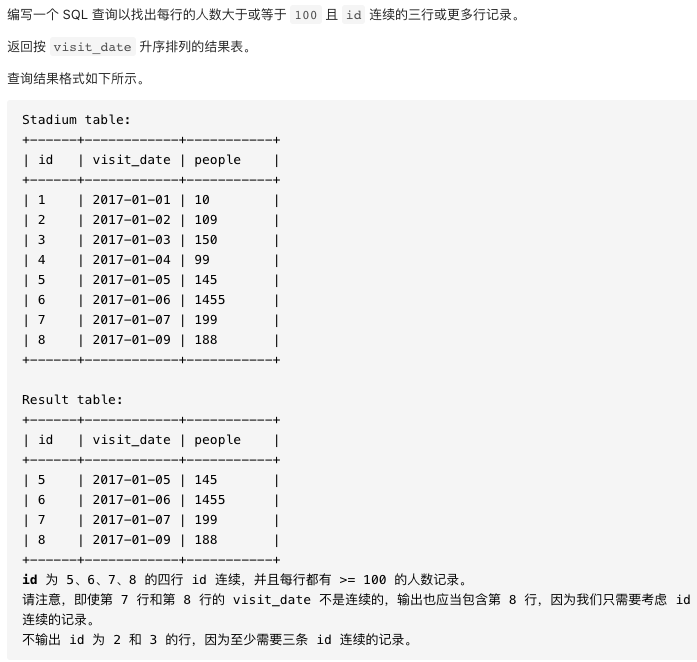 编写一个 SQL 查询以找出每行的人数大于或等于 100 且 id 连续的三行或更多行记录。
返回按 visit_date 升序排列的结果表。
查询结果格式如下所示。
Stadium table:
+------+------------+-----------+
| id   | visit_date | people    |
+------+------------+-----------+
| 1    | 2017-01-01 | 10        |
| 2    | 2017-01-02 | 109       |
| 3    | 2017-01-03 | 150       |
| 4    | 2017-01-04 | 99        |
| 5    | 2017-01-05 | 145       |
| 6    | 2017-01-06 | 1455      |
| 7    | 2017-01-07 | 199       |
| 8    | 2017-01-09 | 188       |
+------+------------+-----------+
Result table:
+------+------------+-----------+
| id   | visit_date | people    |
+------+------------+-----------+
| 5    | 2017-01-05 | 145       |
| 6    | 2017-01-06 | 1455      |
| 7    | 2017-01-07 | 199       |
| 8    | 2017-01-09 | 188       |
+------+------------+-----------+
id 为 5、6、7、8 的四行 id 连续，并且每行都有 >= 100 的人数记录。
请注意，即使第 7 行和第 8 行的 visit_date 不是连续的，输出也应当包含第 8 行，因为我们只需要考虑 id
连续的记录。
不输出 id 为 2 和 3 的行，因为至少需要三条 id 连续的记录。